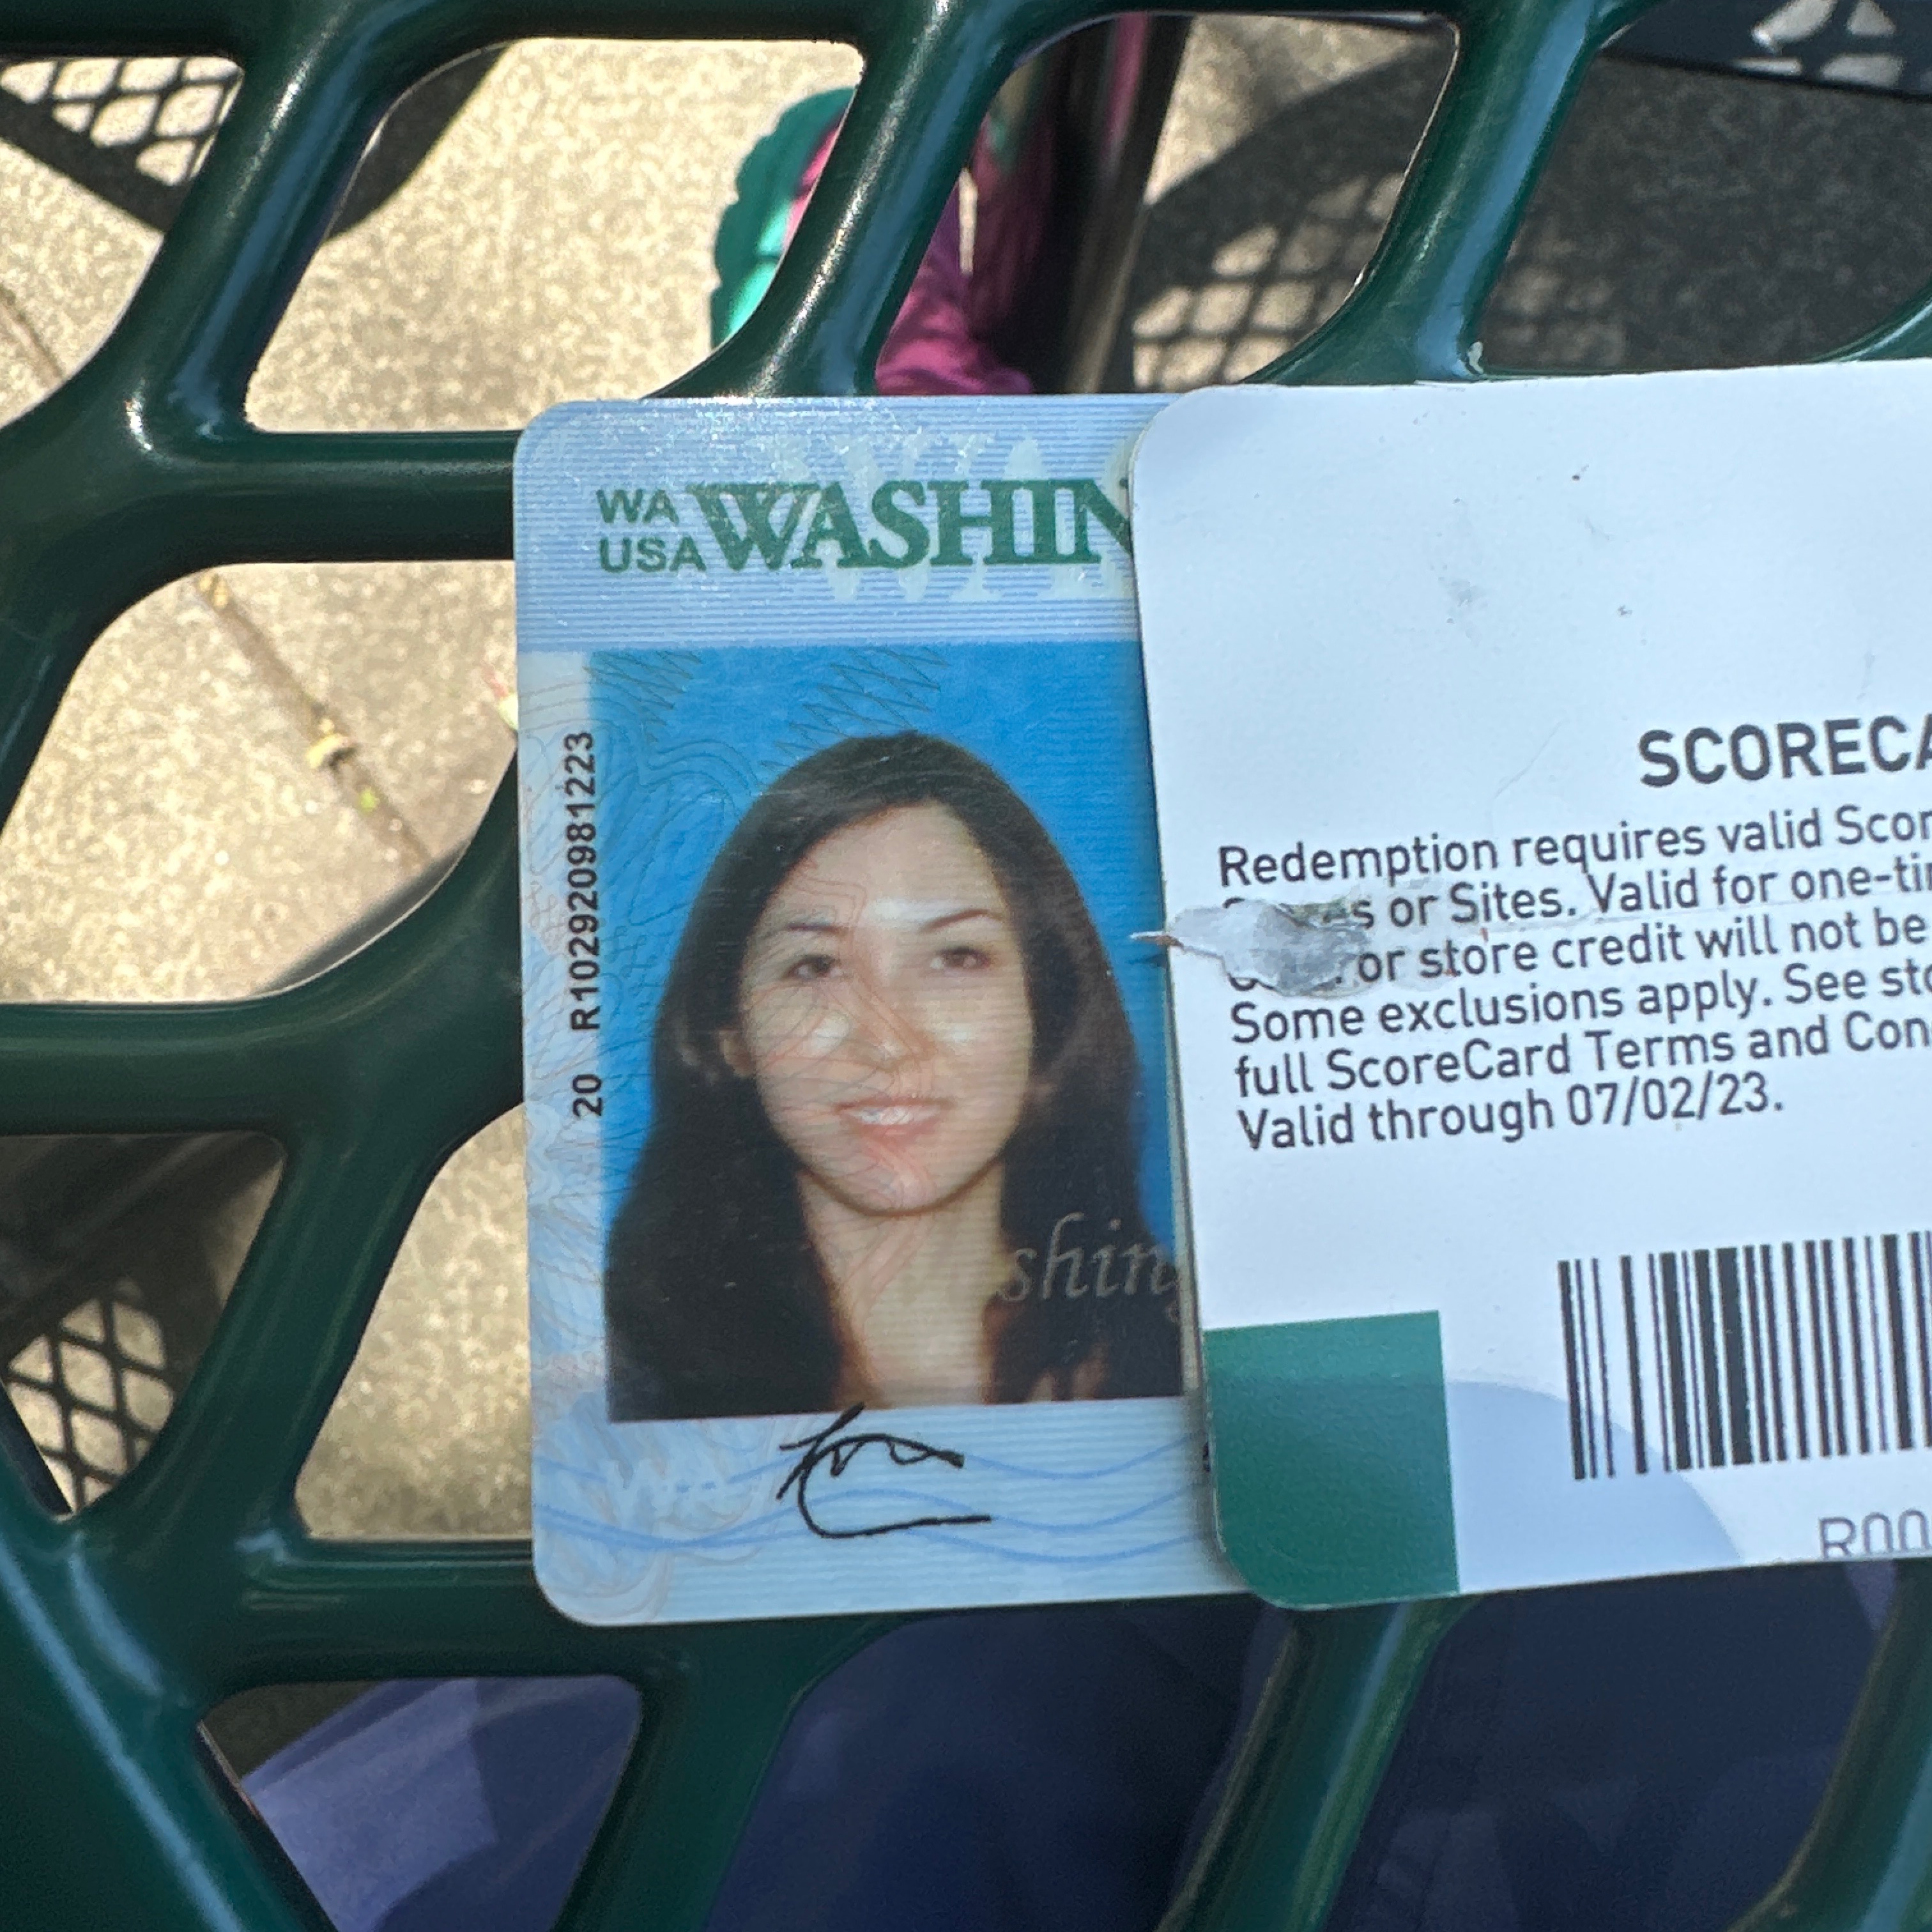 WA
USA WASHIN
20 R102920981223
shin
SCORECA
Redemption requires valid Scor
or Sites. Valid for one-ti
or store credit will not be
Some exclusions apply. See sto
full ScoreCard Terms and Con
Valid through 07/02/23.
R00